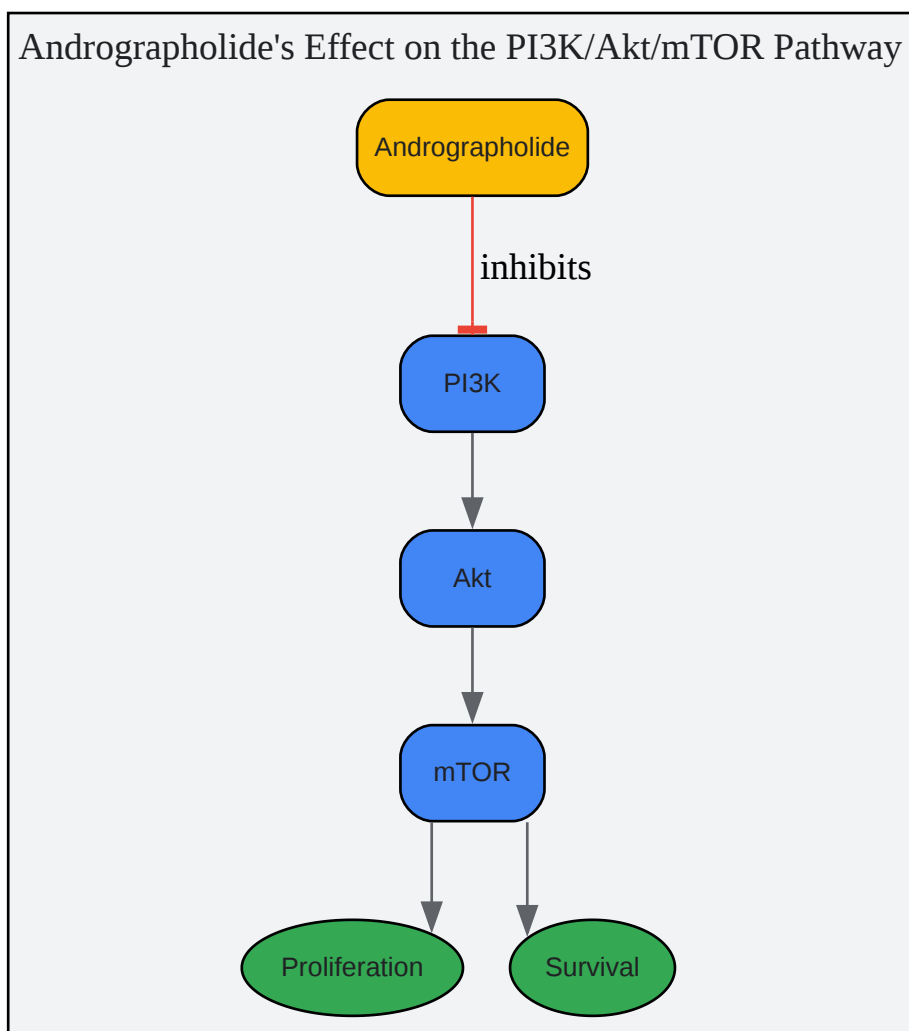 Andrographolide's Effect on the PI3K/Akt/mTOR Pathway
Andrographolide
inhibits
PI3K
Akt
mTOR
Proliferation
Survival